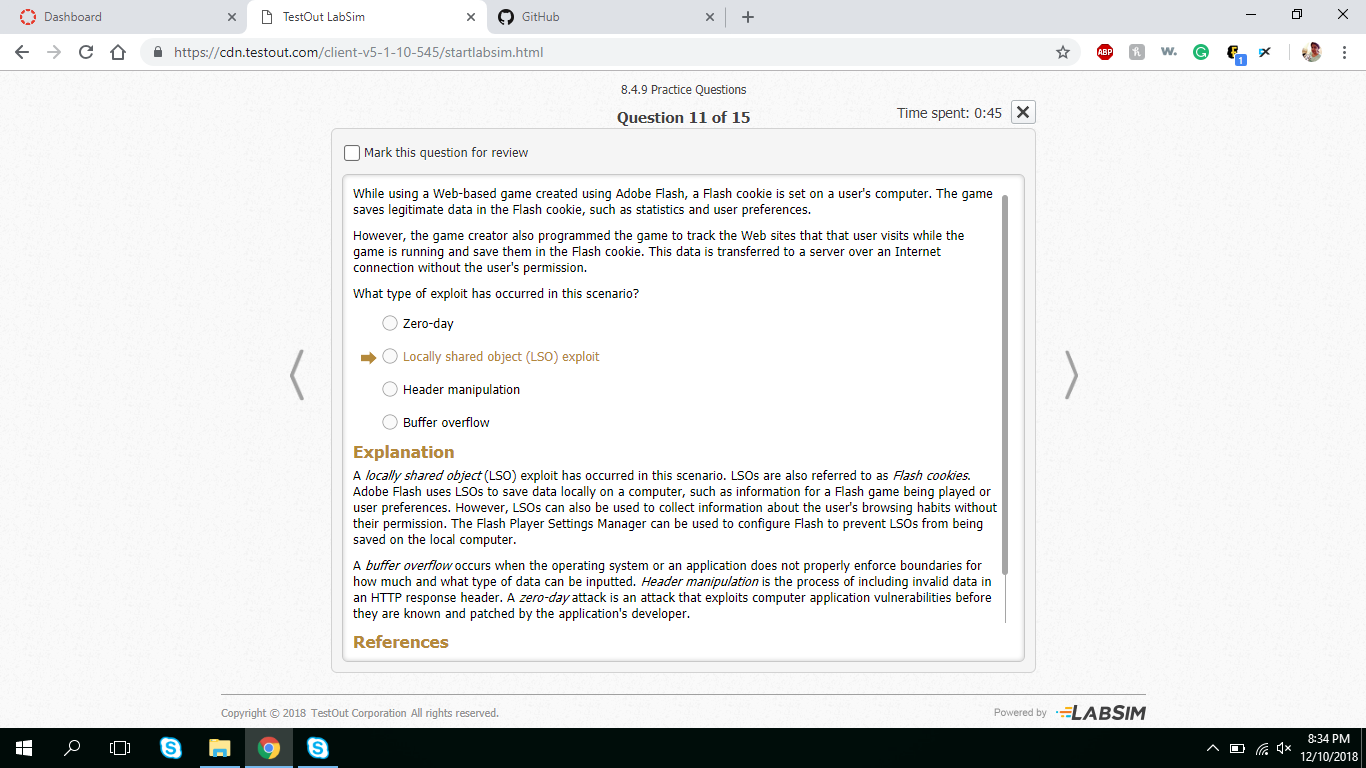 Dashboard
TestOut LabSim
GitHub
https://cdn.testout.com/client-v5-1-10-545/startlabsim.html
ABP
w.
1
8.4.9 Practice Questions
Question 11 of 15
Time spent: 0:45
Mark this question for review
While using a Web-based game created using Adobe Flash, a Flash cookie is set on a user's computer. The game
saves legitimate data in the Flash cookie, such as statistics and user preferences.
However, the game creator also programmed the game to track the Web sites that that user visits while the
game is running and save them in the Flash cookie. This data is transferred to a server over an Internet
connection without the user's permission.
What type of exploit has occurred in this scenario?
Zero-day
Locally shared object (LSO) exploit
Header manipulation
Buffer overflow
Explanation
A locally shared object (LSO) exploit has occurred in this scenario. LSOs are also referred to as Flash cookies.
Adobe Flash uses LSOs to save data locally on a computer, such as information for a Flash game being played or
user preferences. However, LSOs can also be used to collect information about the user's browsing habits without
their permission. The Flash Player Settings Manager can be used to configure Flash to prevent LSOs from being
saved on the local computer.
A buffer overflow occurs when the operating system or an application does not properly enforce boundaries for
how much and what type of data can be inputted. Header manipulation is the process of including invalid data in
an HTTP response header. A zero-day attack is an attack that exploits computer application vulnerabilities before
they are known and patched by the application's developer.
References
Copyright © 2018 TestOut Corporation All rights reserved.
Powered by LABSIM
8:34 PM
12/10/2018